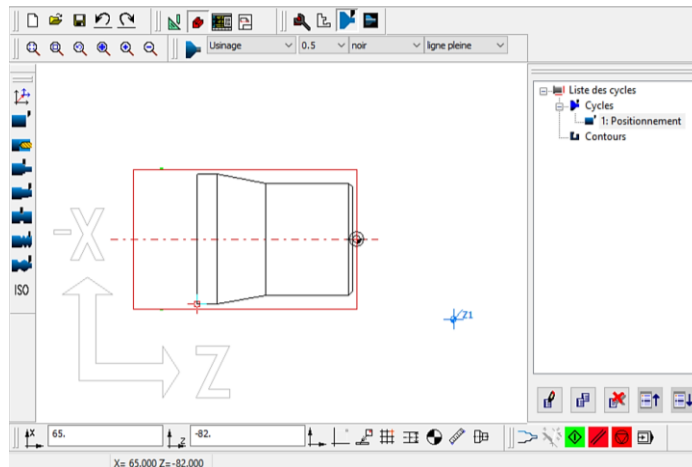 Usinage 0.5 noir ligne pleine
Liste des cycles
Cycles
1: Positionnement
Contours
-X
Z
Z1
ISO
X 65. Z -82.
X= 65.000 Z=-82.000